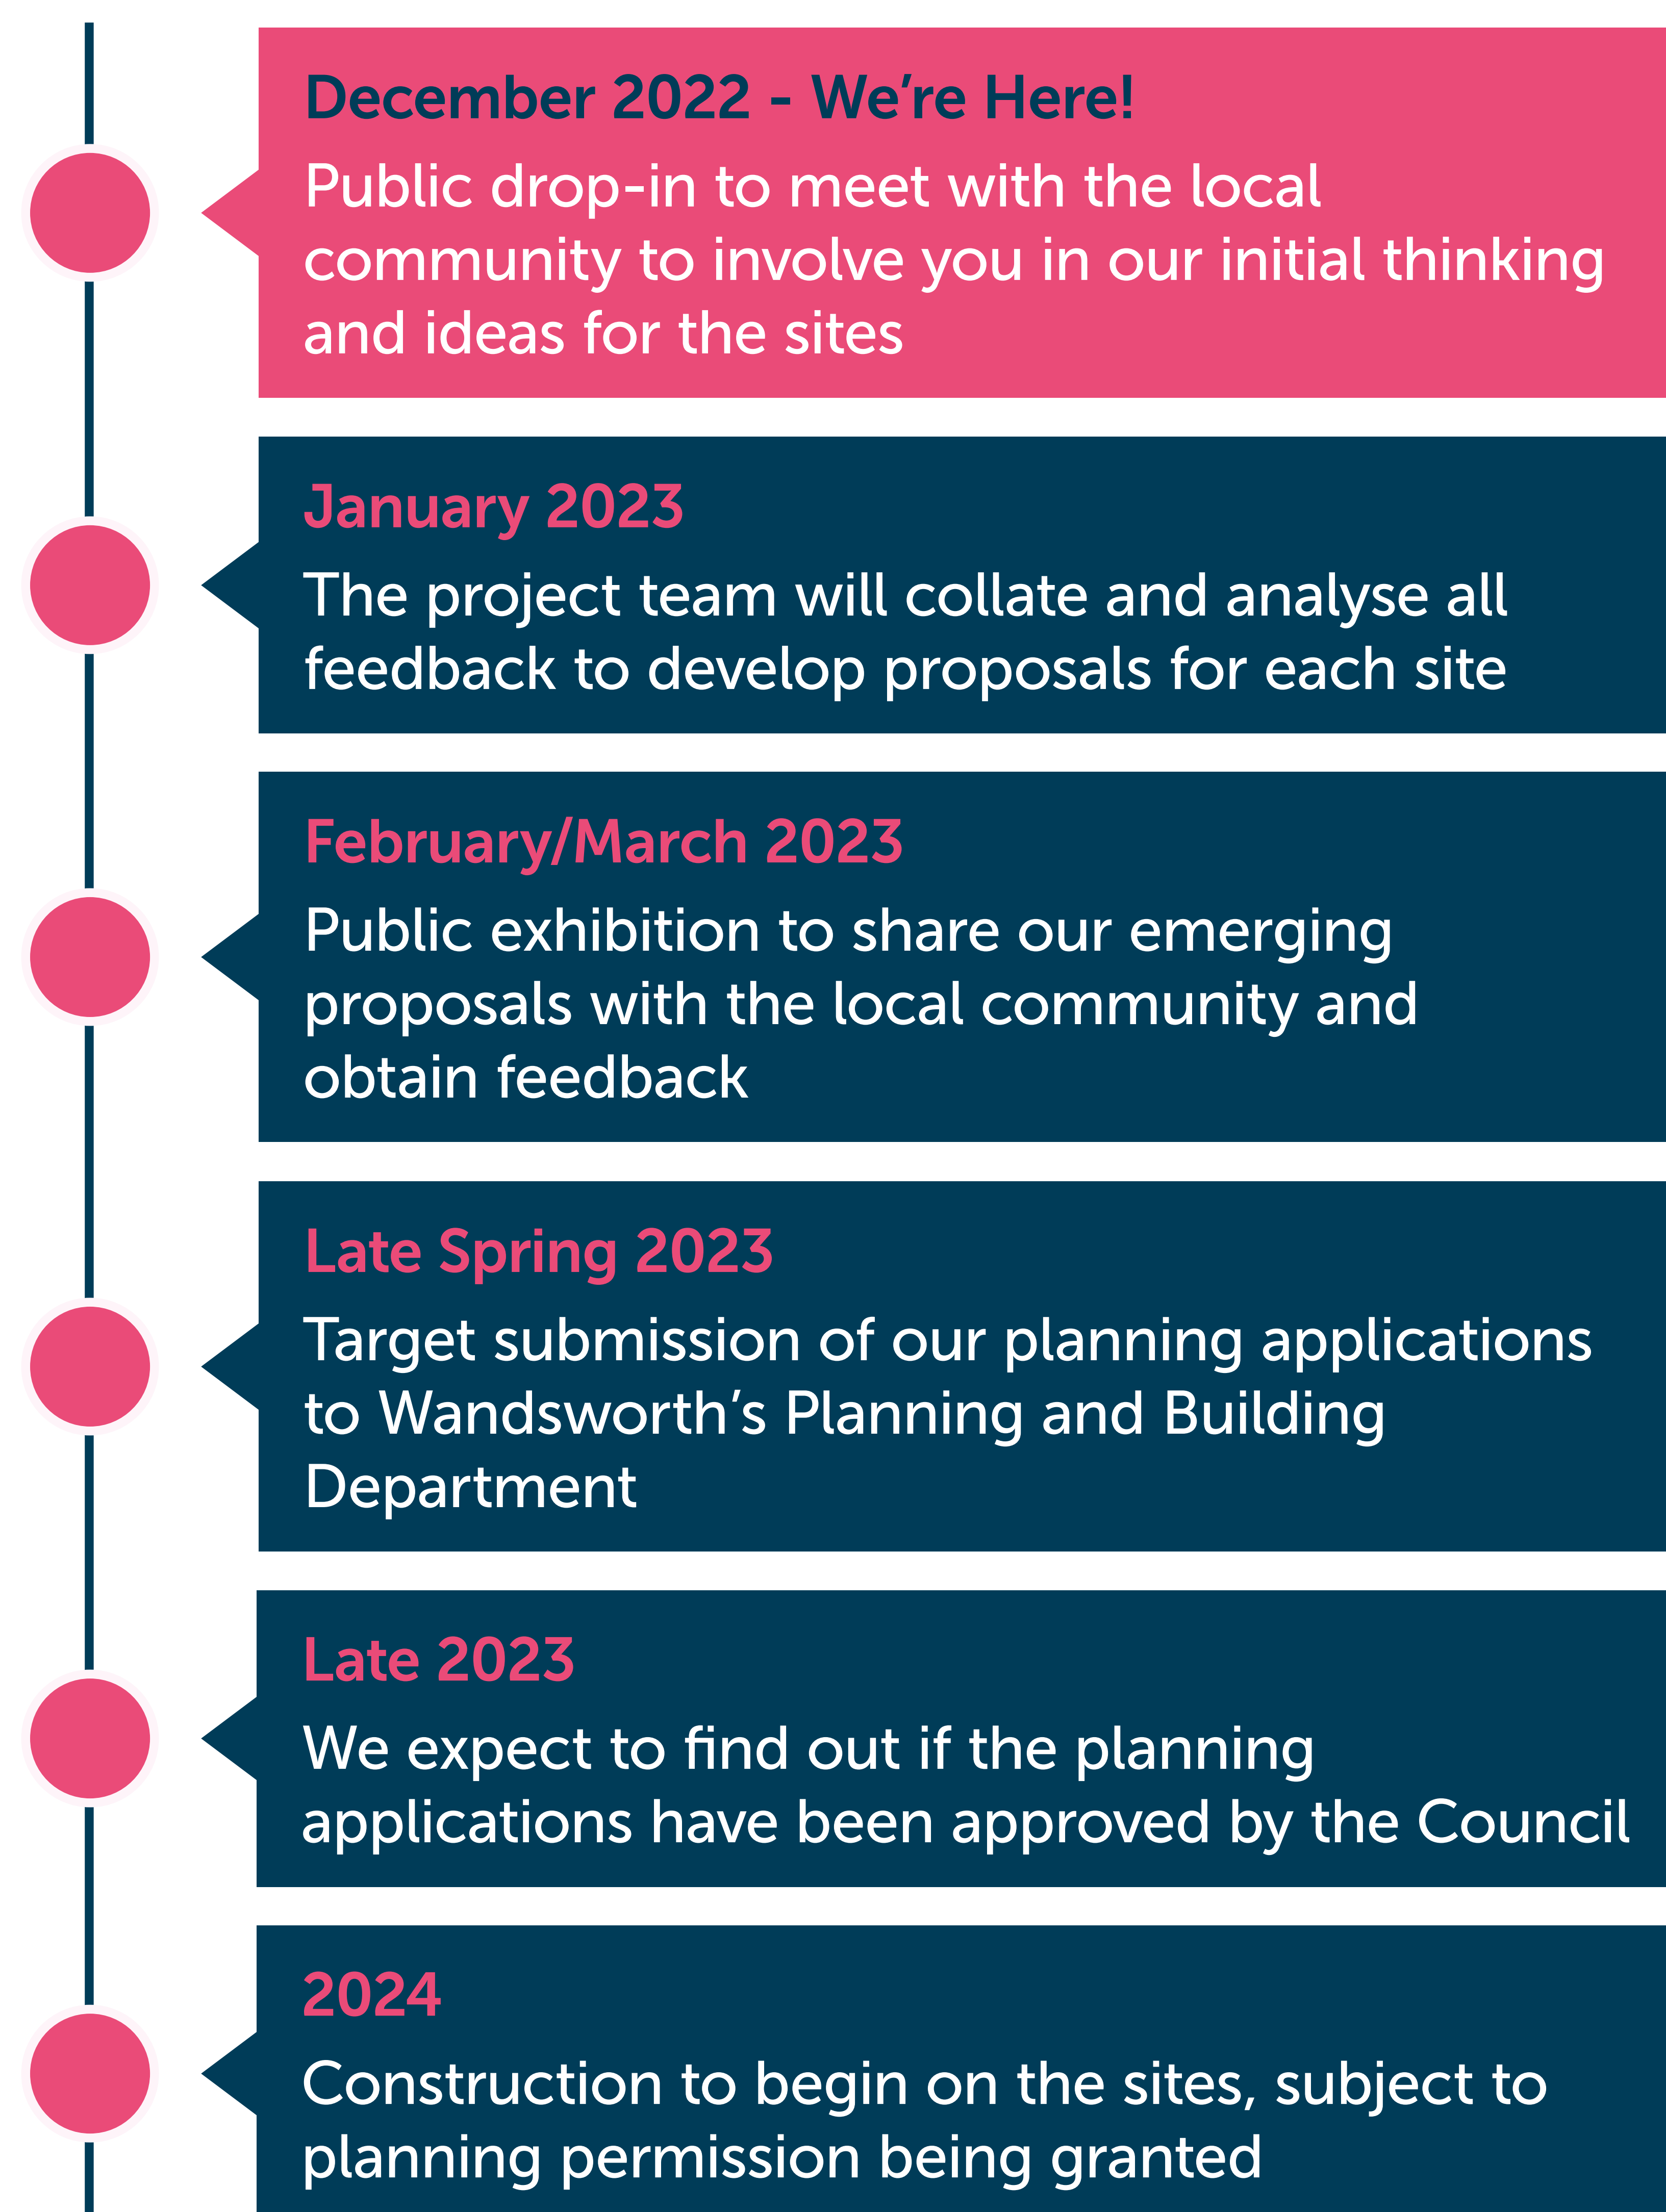 December 2022 - We’re Here!
Public drop-in to meet with the local
community to involve you in our initial thinking
and ideas for the sites
January 2023
The project team will collate and analyse all
feedback to develop proposals for each site
February/March 2023
Public exhibition to share our emerging
proposals with the local community and
obtain feedback
Late Spring 2023
Target submission of our planning applications
to Wandsworth’s Planning and Building
Department
Late 2023
We expect to find out if the planning
applications have been approved by the Council
2024
Construction to begin on the sites, subject to
planning permission being granted